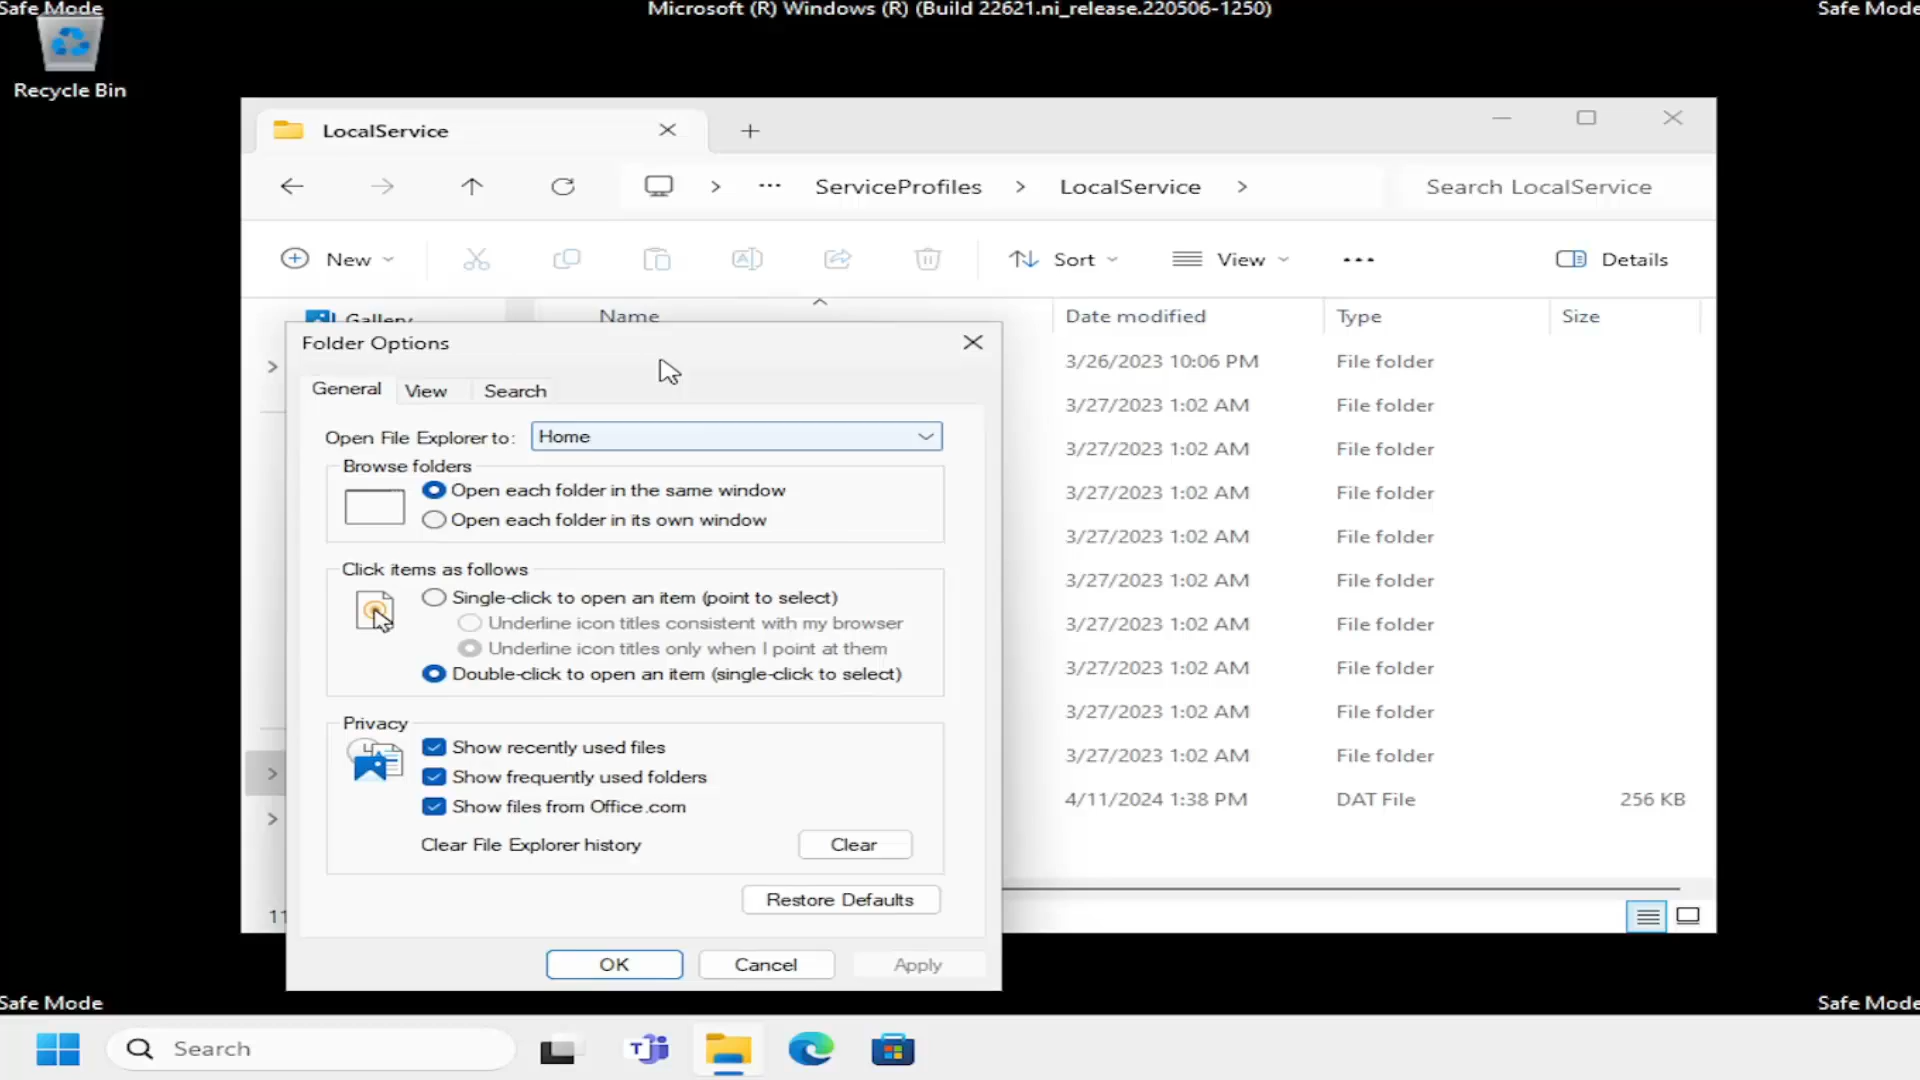 Safe Mode
Microsoft (R) Windows (R) (Build 22621.ni_release.220506-1250)
Safe Mode
Recycle Bin
LocalService
ServiceProfiles
LocalService
Search LocalService
New
Sort
View
Details
Gallery
Name
Date modified
Type
Size
Folder Options
General
View
Search
Open File Explorer to:
Home
Browse folders
Open each folder in the same window
Open each folder in its own window
Click items as follows
Single-click to open an item (point to select)
Underline icon titles consistent with my browser
Underline icon titles only when I point at them
Double-click to open an item (single-click to select)
Privacy
Show recently used files
Show frequently used folders
Show files from Office.com
Clear File Explorer history
Clear
Restore Defaults
OK
Cancel
Apply
3/26/2023 10:06 PM File folder
3/27/2023 1:02 AM File folder
3/27/2023 1:02 AM File folder
3/27/2023 1:02 AM File folder
3/27/2023 1:02 AM File folder
3/27/2023 1:02 AM File folder
3/27/2023 1:02 AM File folder
3/27/2023 1:02 AM File folder
3/27/2023 1:02 AM File folder
3/27/2023 1:02 AM File folder
4/11/2024 1:38 PM DAT File 256 KB
11
Safe Mode
Safe Mode
Search